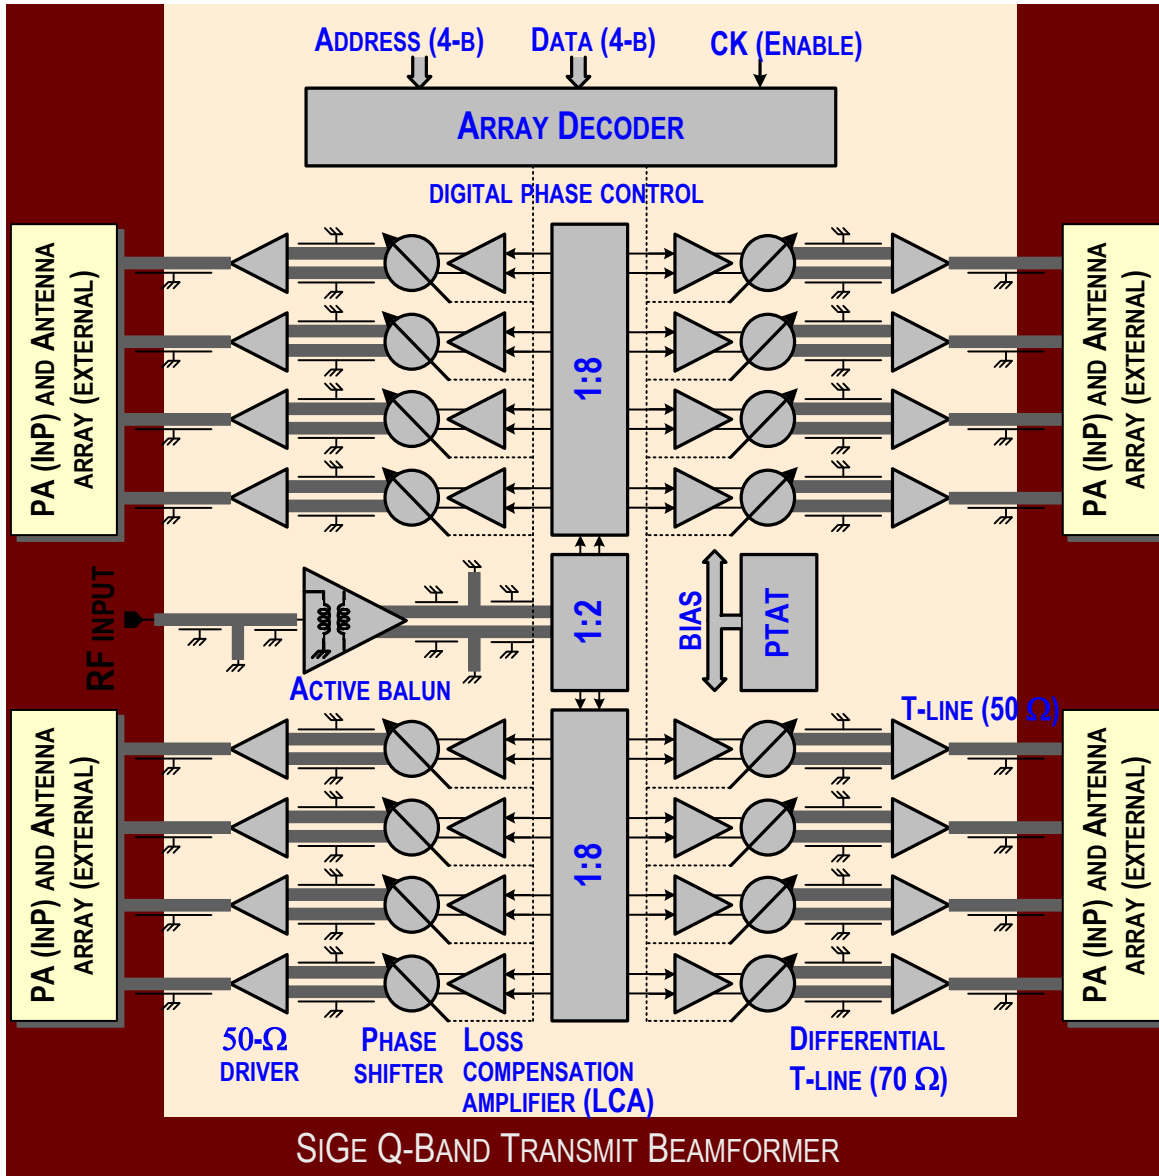 ADDRESS (4-B)
DATA (4-B)
CK (ENABLE)
ARRAY DECODER
DIGITAL PHASE CONTROL
PA (INP) AND ANTENNA
ARRAY (EXTERNAL)
1:8
PA (INP) AND ANTENNA
ARRAY (EXTERNAL)
RF INPUT
ACTIVE BALUN
1:2
BIAS
PTAT
T-LINE (50 Ω)
PA (INP) AND ANTENNA
ARRAY (EXTERNAL)
1:8
PA (INP) AND ANTENNA
ARRAY (EXTERNAL)
50-Ω
DRIVER
PHASE
SHIFTER
LOSS
COMPENSATION
AMPLIFIER (LCA)
DIFFERENTIAL
T-LINE (70 Ω)
SIGE Q-BAND TRANSMIT BEAMFORMER